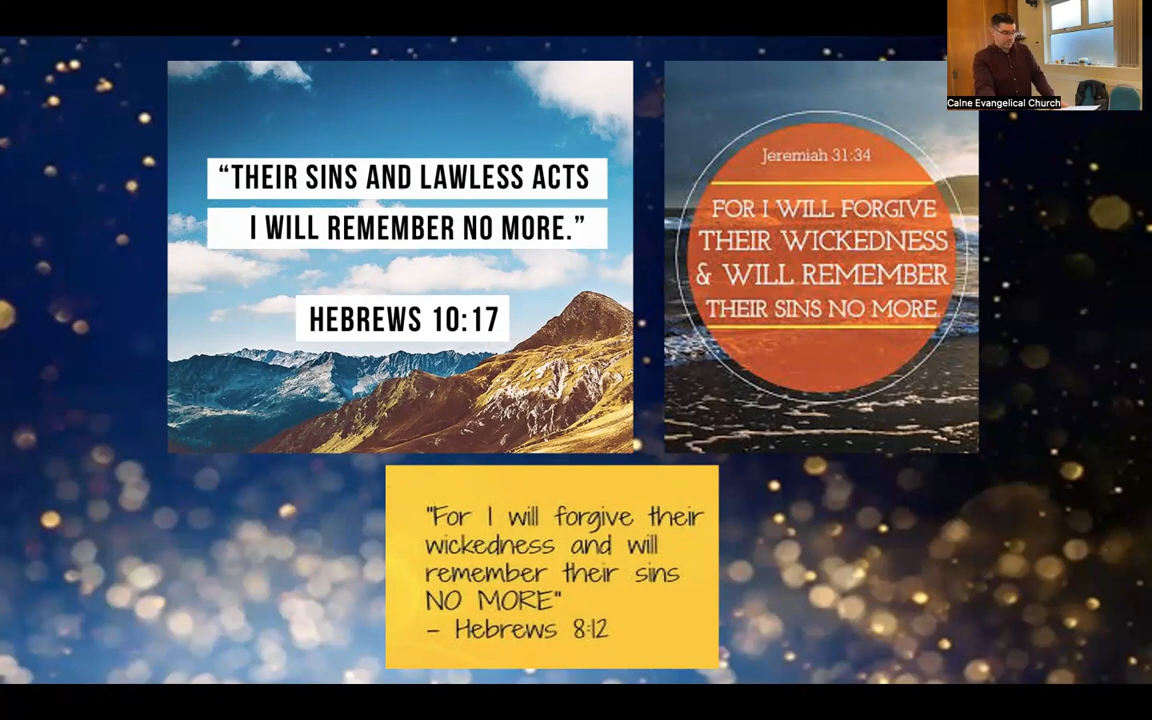 “THEIR SINS AND LAWLESS ACTS
I WILL REMEMBER NO MORE.”
HEBREWS 10:17
Jeremiah 31:34
FOR I WILL FORGIVE
THEIR WICKEDNESS
& WILL REMEMBER
THEIR SINS NO MORE.
"For I will forgive their
wickedness and will
remember their sins
NO MORE"
- Hebrews 8:12
Calne Evangelical Church